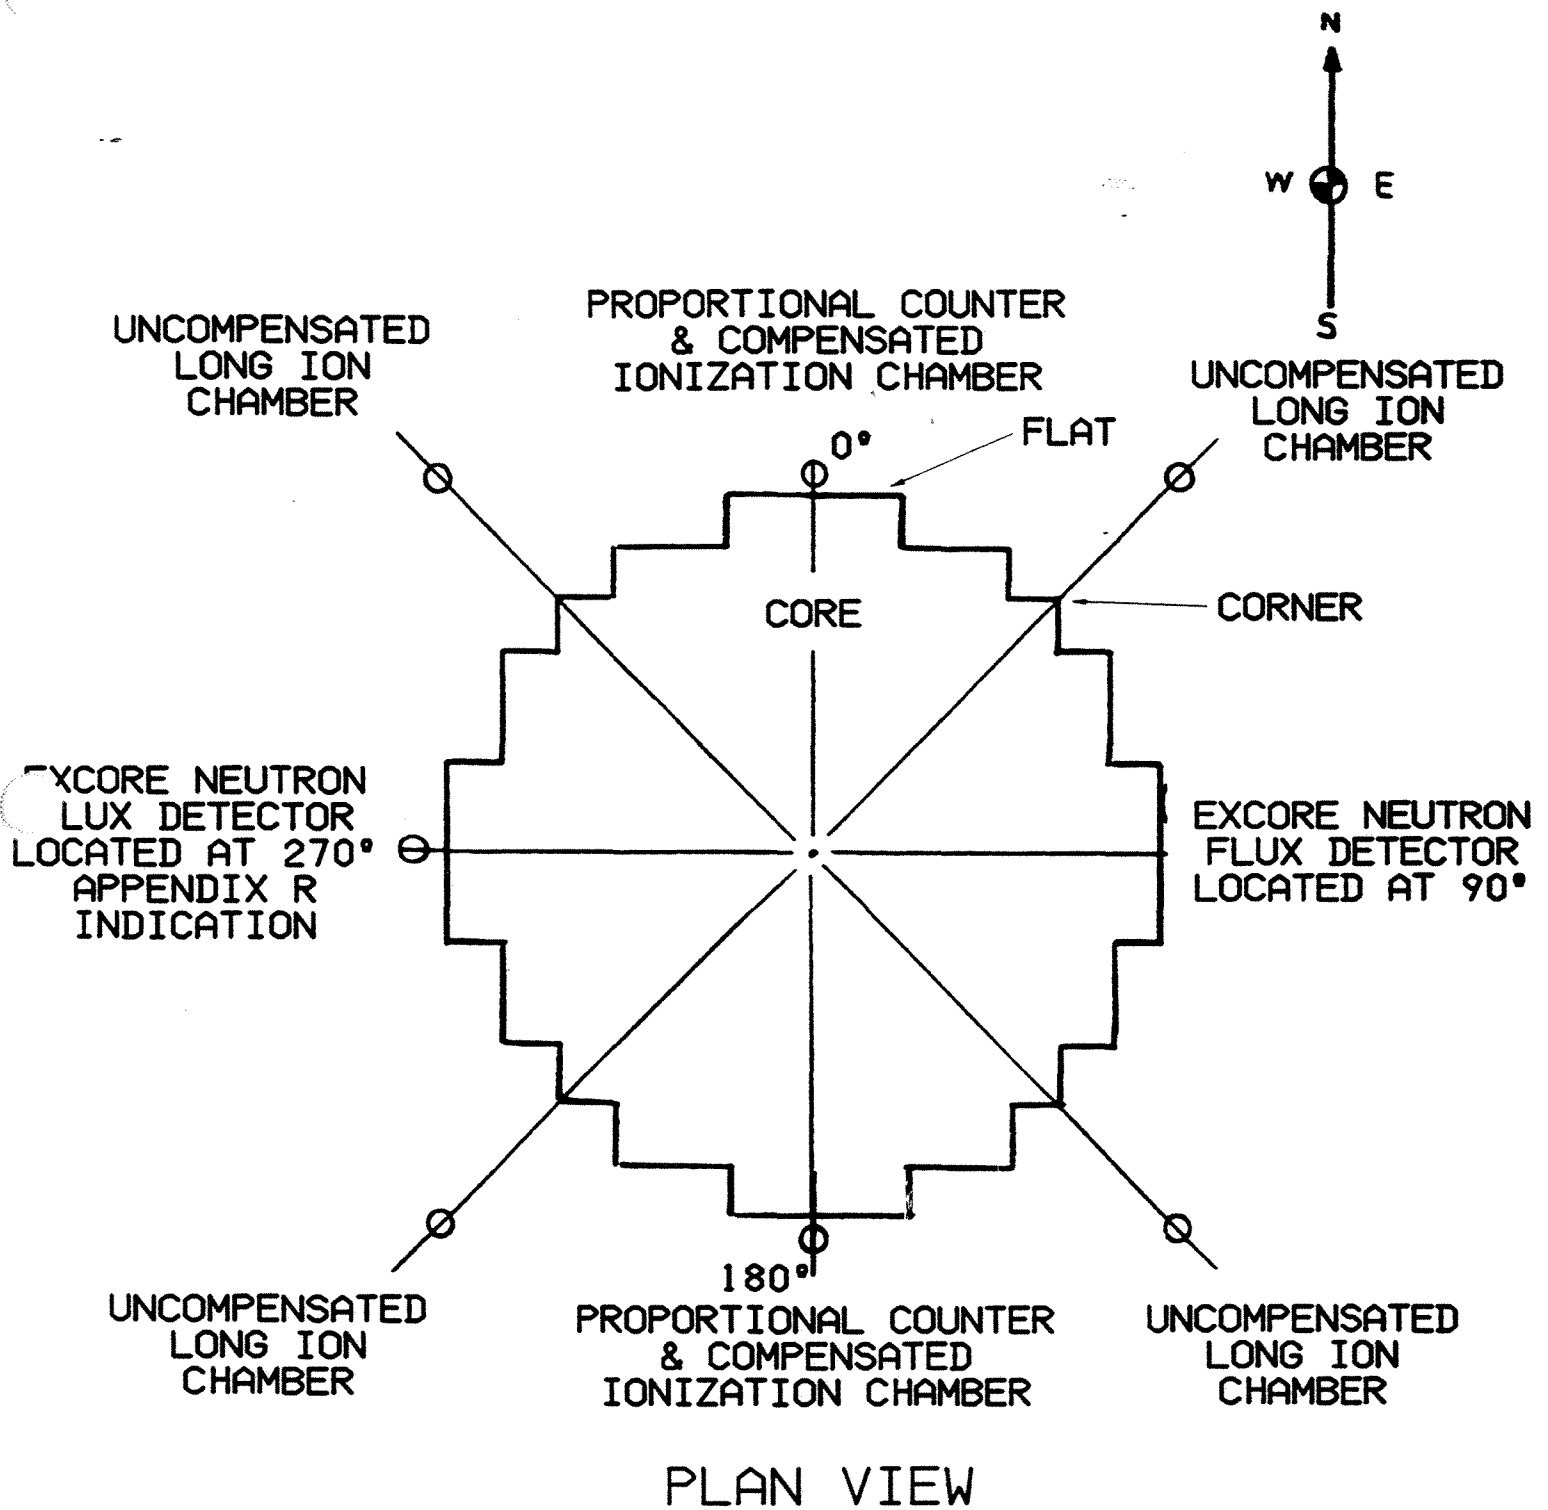 N
W E
S
UNCOMPENSATED
LONG ION
CHAMBER
PROPORTIONAL COUNTER
& COMPENSATED
IONIZATION CHAMBER
UNCOMPENSATED
LONG ION
CHAMBER
0°
FLAT
CORE
CORNER
EXCORE NEUTRON
LUX DETECTOR
LOCATED AT 270°
APPENDIX R
INDICATION
EXCORE NEUTRON
FLUX DETECTOR
LOCATED AT 90°
UNCOMPENSATED
LONG ION
CHAMBER
180°
PROPORTIONAL COUNTER
& COMPENSATED
IONIZATION CHAMBER
UNCOMPENSATED
LONG ION
CHAMBER
PLAN VIEW